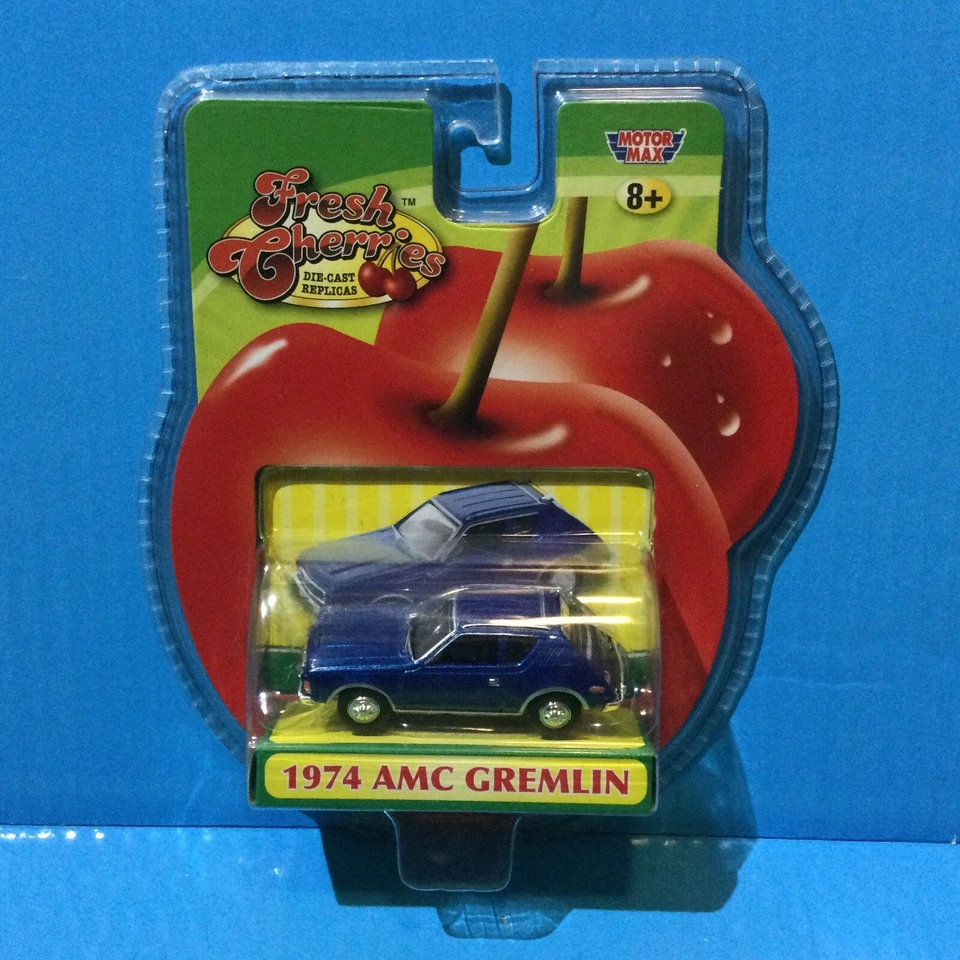 MOTOR
MAX
8+
Fresh ™
Cherries
DIE-CAST
REPLICAS
1974 AMC GREMLIN